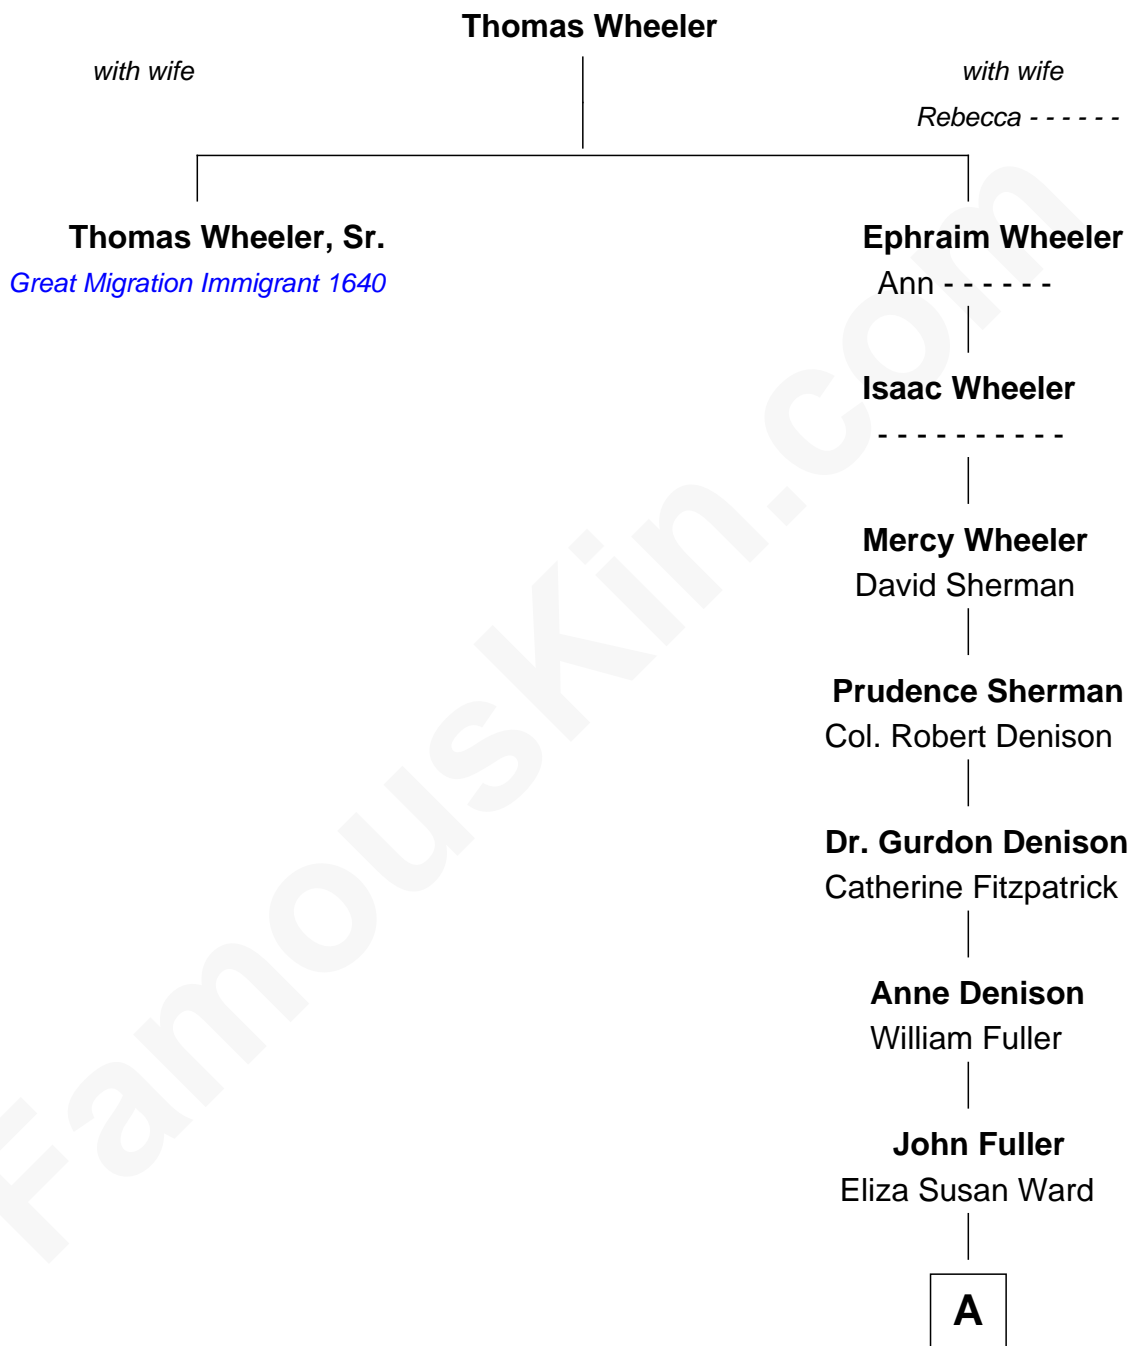 Thomas Wheeler
with wife
with wife
Rebecca - - - - - -
Thomas Wheeler, Sr.
Great Migration Immigrant 1640
Ephraim Wheeler
Ann - - - - - -
Isaac Wheeler
- - - - - - - - - -
Mercy Wheeler
David Sherman
Prudence Sherman
Col. Robert Denison
Dr. Gurdon Denison
Catherine Fitzpatrick
Anne Denison
William Fuller
John Fuller
Eliza Susan Ward
A
FamousKin.com